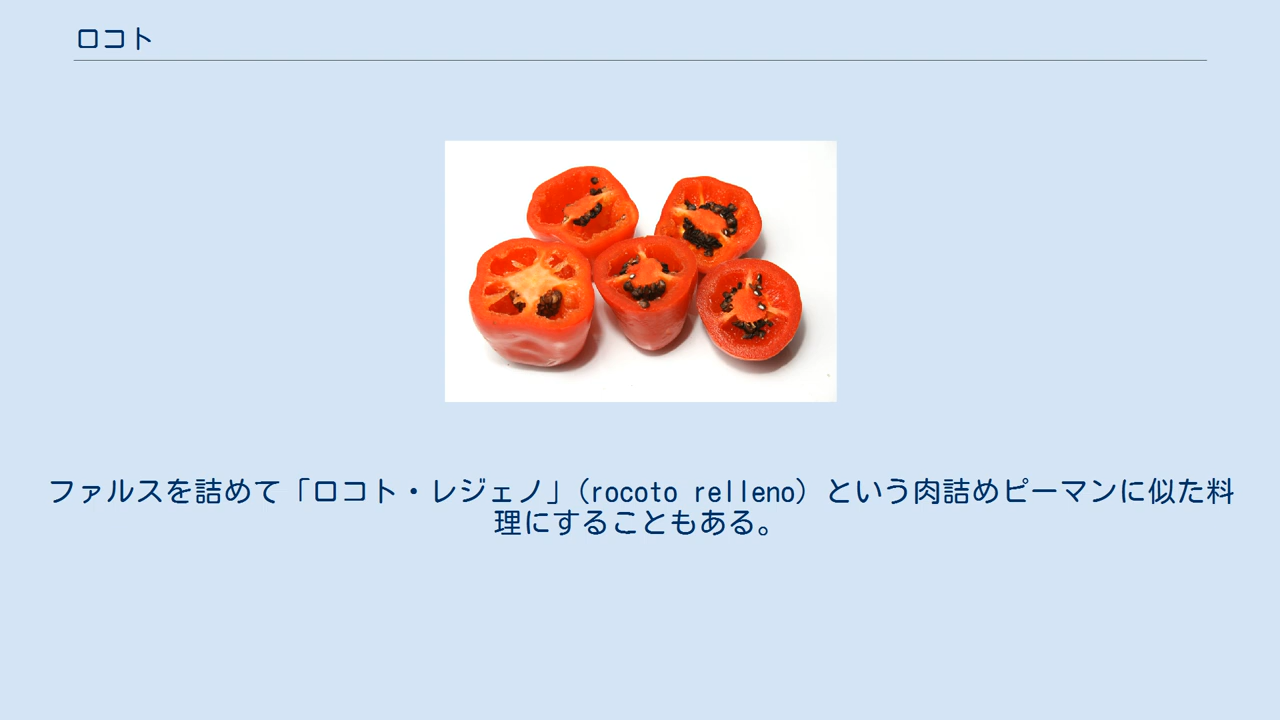 ロコト
ファルスを詰めて「ロコト・レジェノ」(rocoto relleno) という肉詰めピーマンに似た料
理にすることもある。